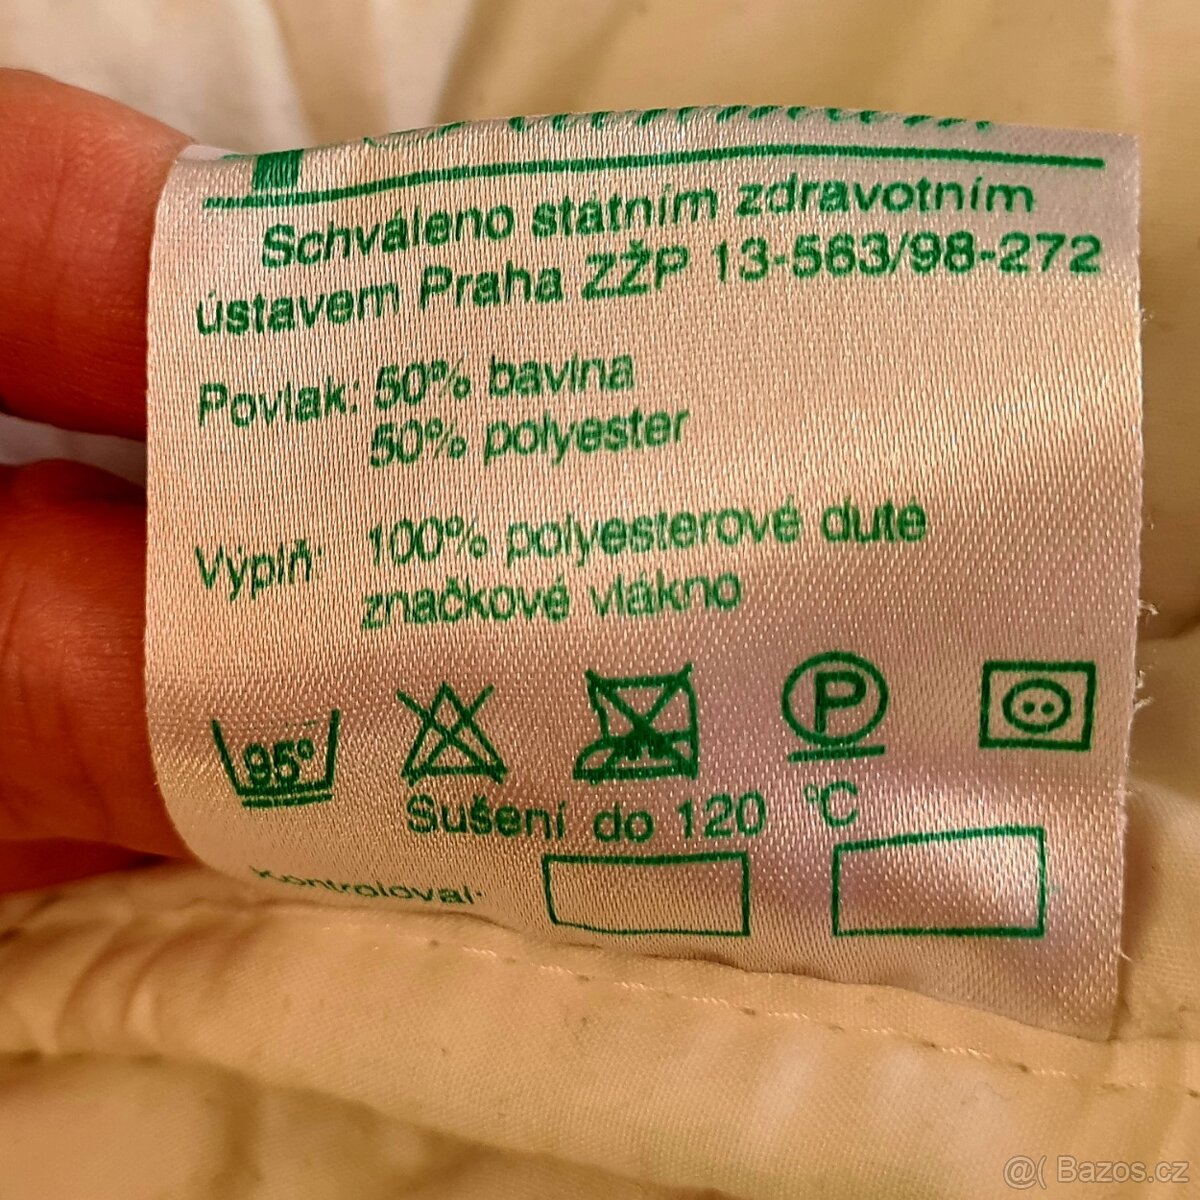 Schváleno státním zdravotním
ústavem Praha ZŽP 13-563/98-272
Povlak: 50% bavlna
50% polyester
Výplň: 100% polyesterové duté
značkové vlákno
95°
P
Sušení do 120 °C
Kontroloval:
@( Bazos.cz